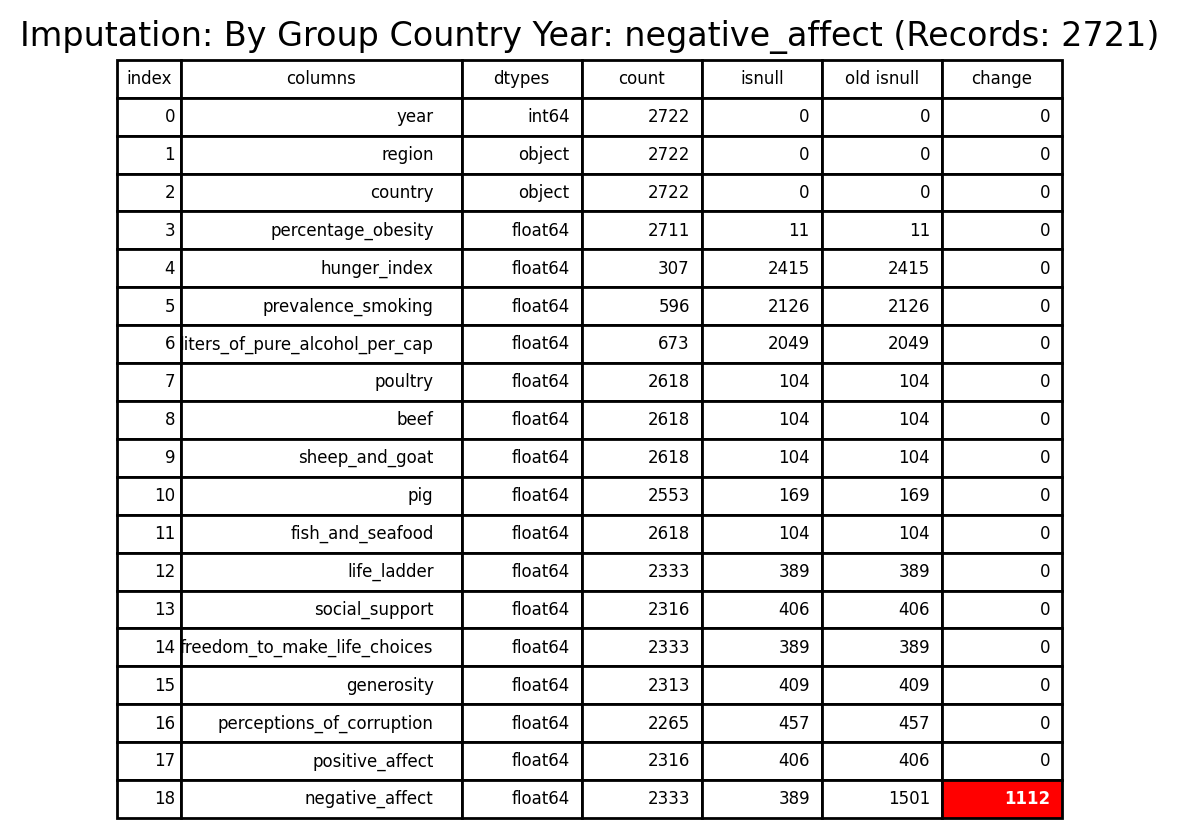 Imputation: By Group Country Year: negative_affect (Records: 2721)
index columns dtypes count isnull old isnull change
0 year int64 2722 0 0 0
1 region object 2722 0 0 0
2 country object 2722 0 0 0
3 percentage_obesity float64 2711 11 11 0
4 hunger_index float64 307 2415 2415 0
5 prevalence_smoking float64 596 2126 2126 0
6 iters_of_pure_alcohol_per_cap float64 673 2049 2049 0
7 poultry float64 2618 104 104 0
8 beef float64 2618 104 104 0
9 sheep_and_goat float64 2618 104 104 0
10 pig float64 2553 169 169 0
11 fish_and_seafood float64 2618 104 104 0
12 life_ladder float64 2333 389 389 0
13 social_support float64 2316 406 406 0
14 freedom_to_make_life_choices float64 2333 389 389 0
15 generosity float64 2313 409 409 0
16 perceptions_of_corruption float64 2265 457 457 0
17 positive_affect float64 2316 406 406 0
18 negative_affect float64 2333 389 1501 1112